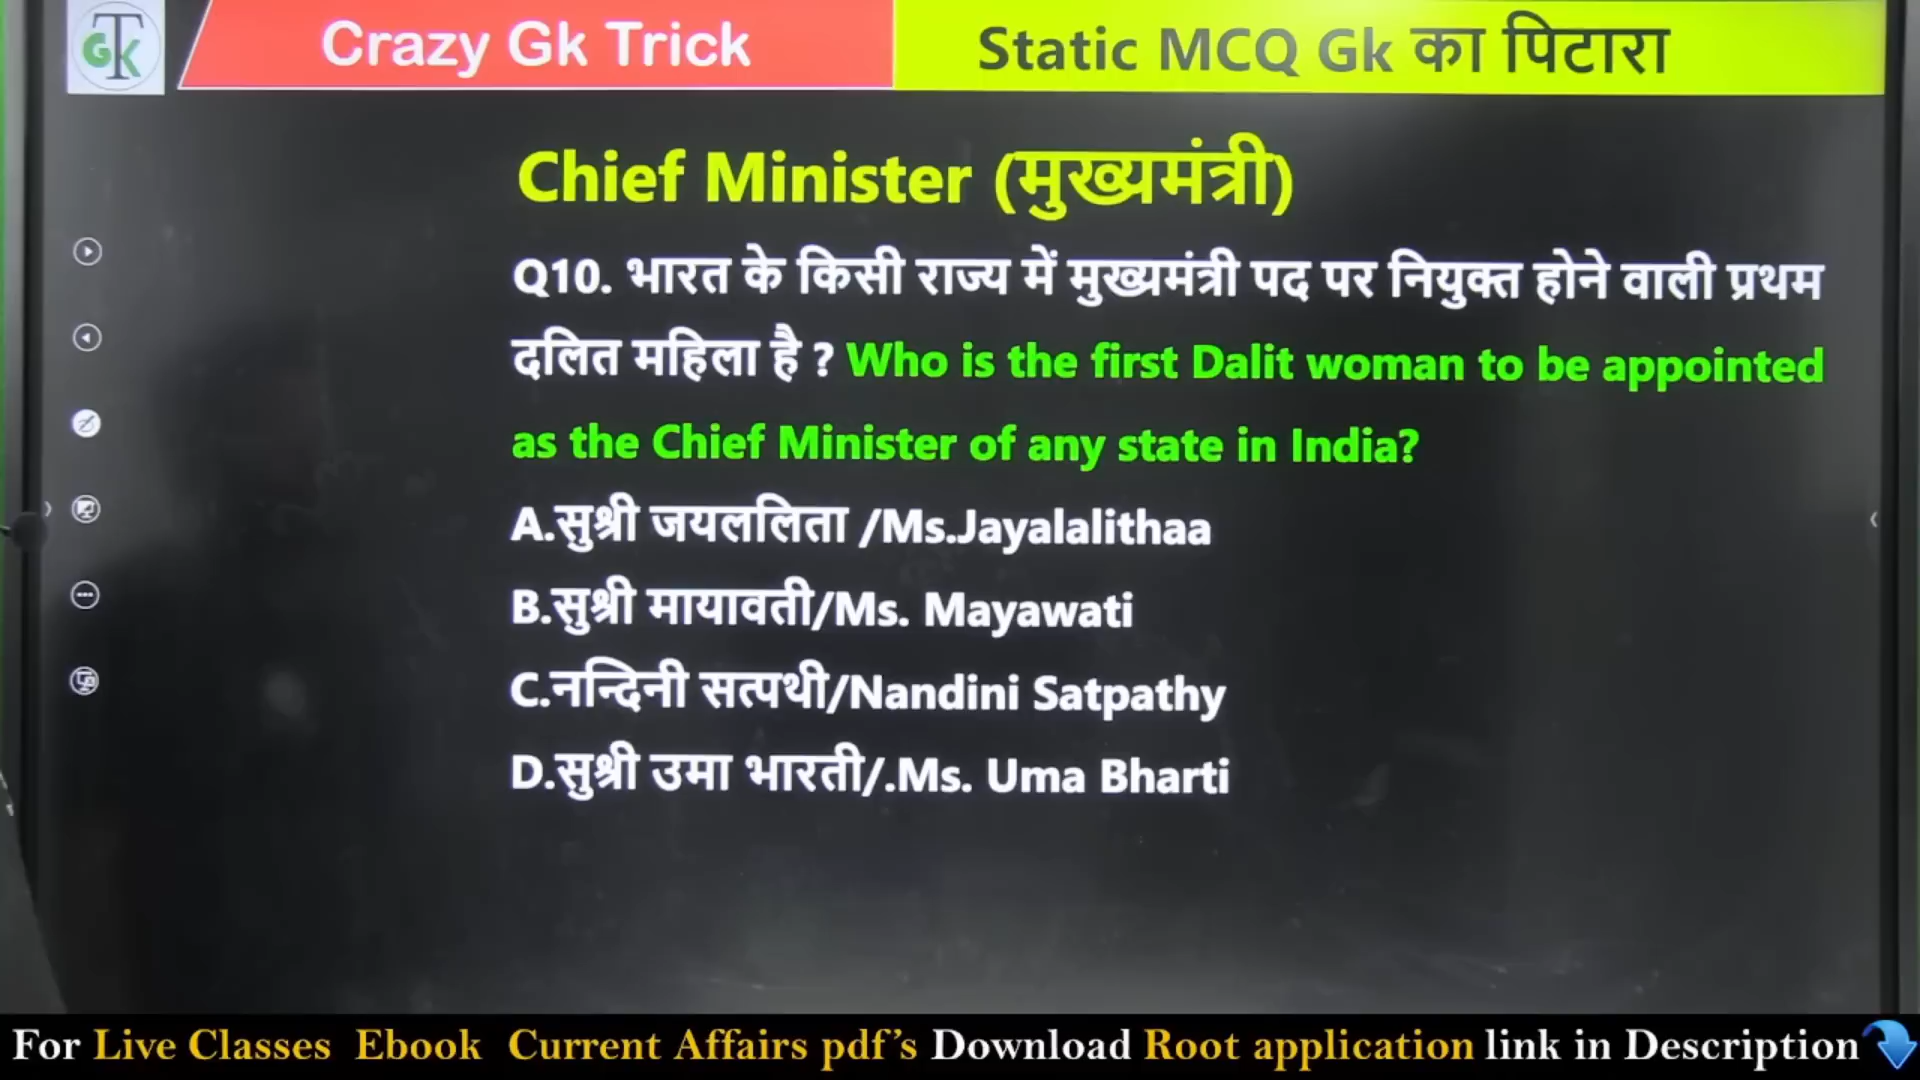 GTK
Crazy Gk Trick
Static MCQ Gk का पिटारा
Chief Minister (मुख्यमंत्री)
Q10. भारत के किसी राज्य में मुख्यमंत्री पद पर नियुक्त होने वाली प्रथम
दलित महिला है ? Who is the first Dalit woman to be appointed
as the Chief Minister of any state in India?
A.सुश्री जयललिता /Ms.Jayalalithaa
B.सुश्री मायावती/Ms. Mayawati
C.नन्दिनी सत्पथी/Nandini Satpathy
D.सुश्री उमा भारती/.Ms. Uma Bharti
For Live Classes Ebook Current Affairs pdf's Download Root application link in Description